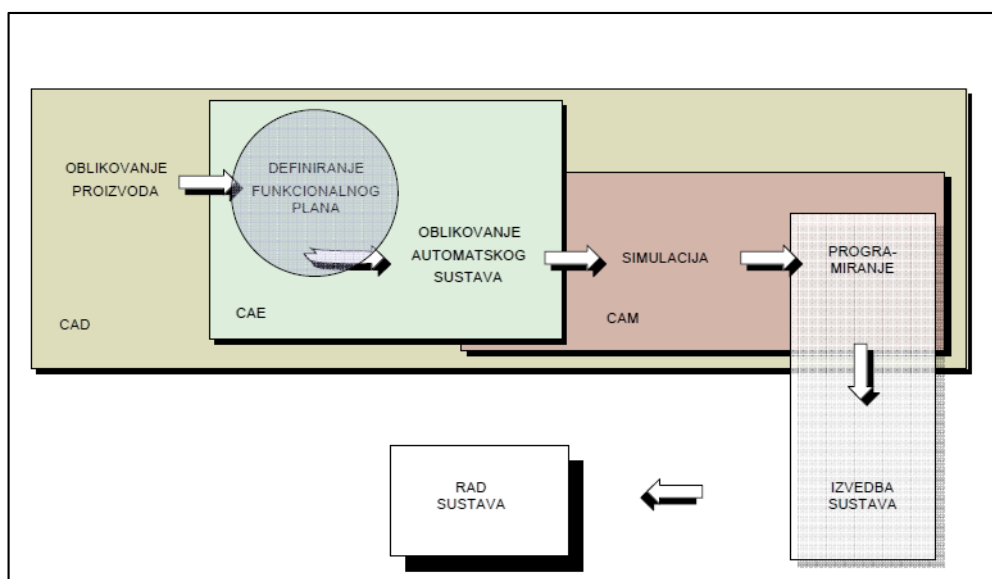 OBLIKOVANJE
PROIZVODA
DEFINIRANJE
FUNKCIONALNOG
PLANA
OBLIKOVANJE
AUTOMATSKOG
SUSTAVA
SIMULACIJA
PROGRA-
MIRANJE
CAD
CAE
CAM
RAD
SUSTAVA
IZVEDBA
SUSTAVA